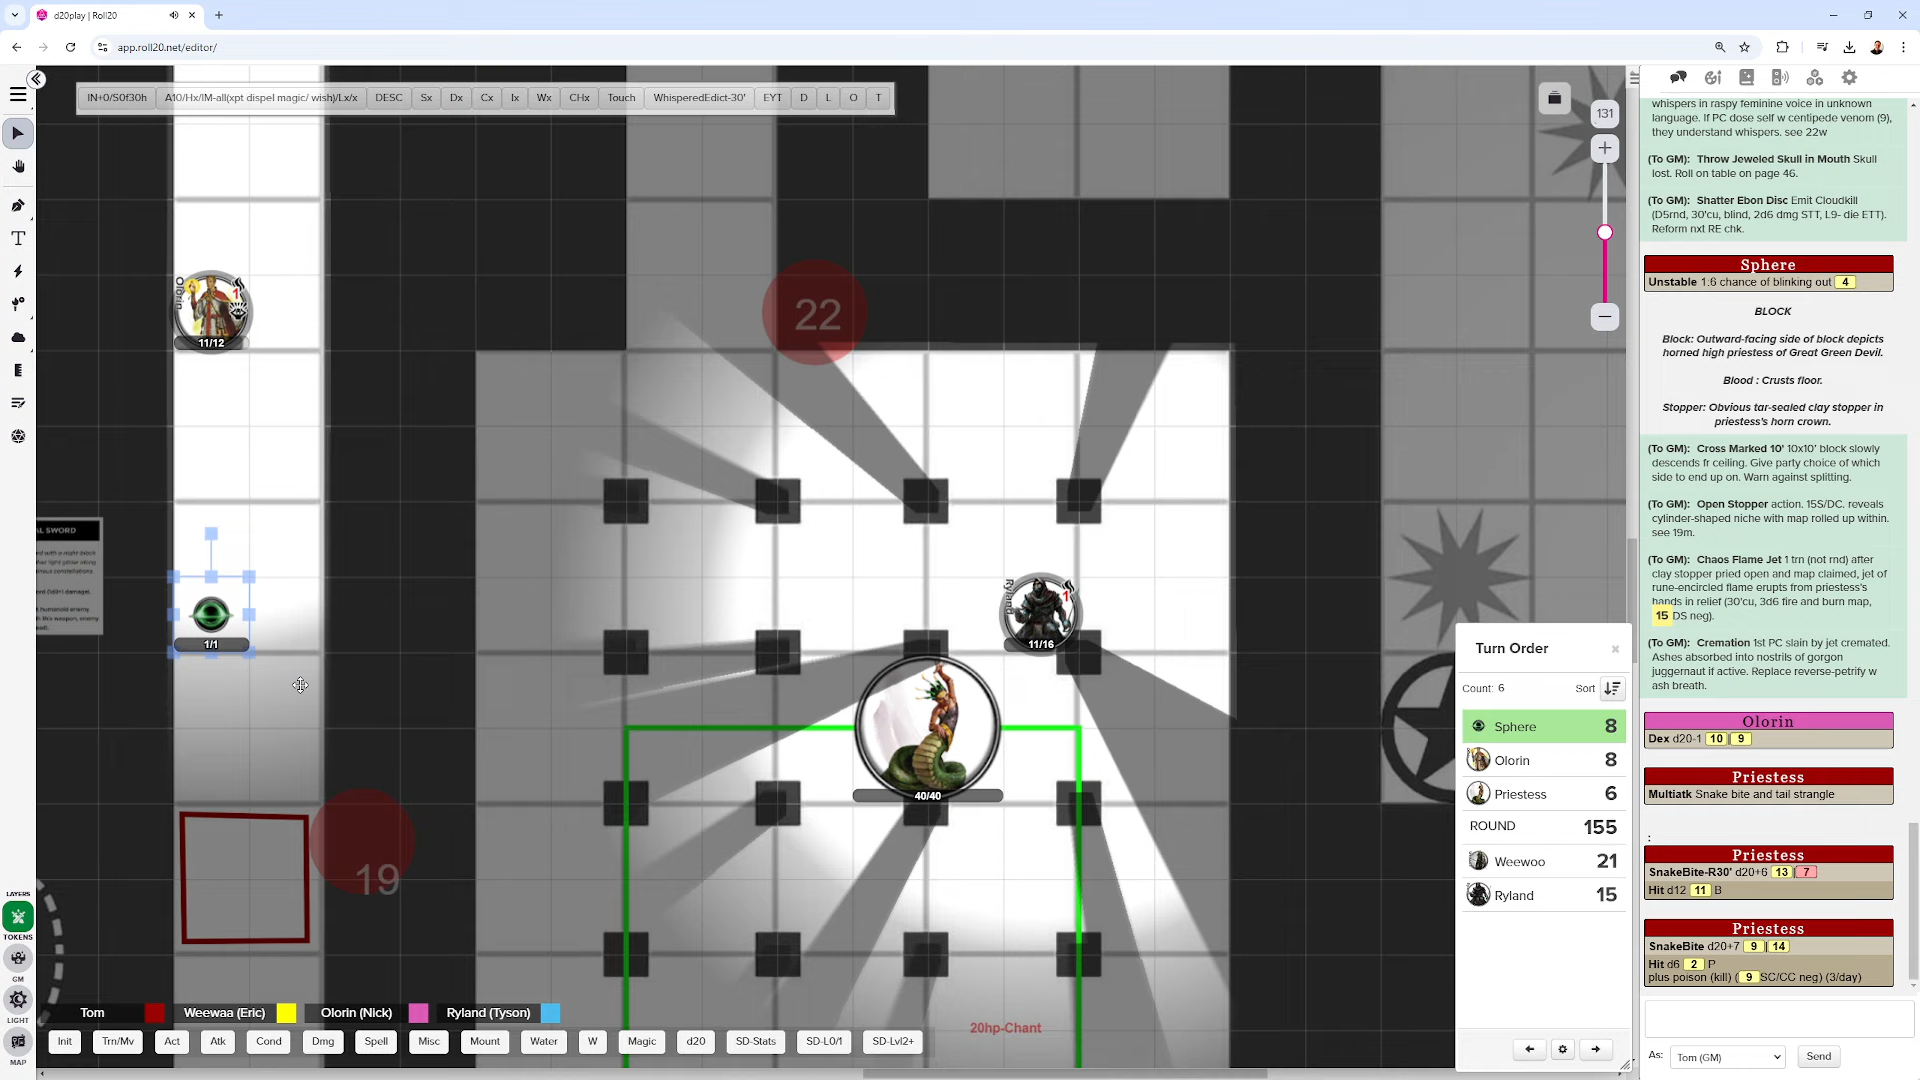 d20play | Roll20
app.roll20.net/editor/
IN+0/S0f30h
A10/Hx/IM-all(xpt dispel magic/ wish)/Lx/x
DESC
Sx
Dx
Cx
Ix
Wx
CHx
Touch
WhisperedEdict-30'
EYT
D
L
O
T
131
whispers in raspy feminine voice in unknown
language. If PC dose self w centipede venom (9),
they understand whispers. see 22w
(To GM): Throw Jeweled Skull in Mouth Skull
lost. Roll on table on page 46.
(To GM): Shatter Ebon Disc Emit Cloudkill
(D5rnd, 30'cu, blind, 2d6 dmg STT, L9- die ETT).
Reform nxt RE chk.
Sphere
Unstable 1:6 chance of blinking out 4
BLOCK
Block: Outward-facing side of block depicts
horned high priestess of Great Green Devil.
Blood : Crusts floor.
Stopper: Obvious tar-sealed clay stopper in
priestess's horn crown.
(To GM): Cross Marked 10' 10x10' block slowly
descends fr ceiling. Give party choice of which
side to end up on. Warn against splitting.
(To GM): Open Stopper action. 15S/DC. reveals
cylinder-shaped niche with map rolled up within.
see 19m.
(To GM): Chaos Flame Jet 1 trn (not rnd) after
clay stopper pried open and map claimed, jet of
rune-encircled flame erupts from priestess's
hands in relief (30'cu, 3d6 fire and burn map,
15 DS neg).
(To GM): Cremation 1st PC slain by jet cremated.
Ashes absorbed into nostrils of gorgon
juggernaut if active. Replace reverse-petrify w
ash breath.
Olorin
Dex d20-1 10 | 9
Priestess
Multiatk Snake bite and tail strangle
:
Priestess
SnakeBite-R30' d20+6 13 | 7
Hit d12 11 B
Priestess
SnakeBite d20+7 9 | 14
Hit d6 2 P
plus poison (kill) ( 9 SC/CC neg) (3/day)
As:
Tom (GM)
Send
Olorin
1
11/12
22
AL SWORD
1/1
Ryland
1
11/16
40/40
19
20hp-Chant
Turn Order
Count: 6
Sort
Sphere 8
Olorin 8
Priestess 6
ROUND 155
Weewoo 21
Ryland 15
LAYERS
TOKENS
GM
LIGHT
MAP
Tom
Weewaa (Eric)
Olorin (Nick)
Ryland (Tyson)
Init
Trn/Mv
Act
Atk
Cond
Dmg
Spell
Misc
Mount
Water
W
Magic
d20
SD-Stats
SD-L0/1
SD-Lvl2+